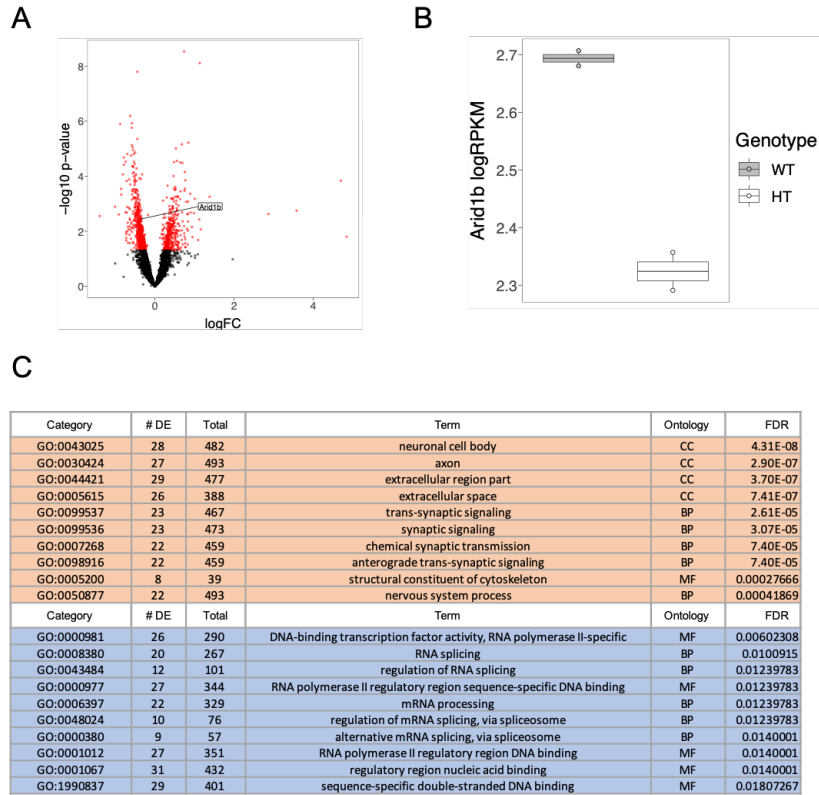 A
8
6
4
2
0
-log10 p-value
Arid1b
0
2
4
logFC
B
2.7
2.6
2.5
2.4
2.3
Arid1b logRPKM
Genotype
WT
HT
C
Category # DE Total Term Ontology FDR
GO:0043025 28 482 neuronal cell body CC 4.31E-08
GO:0030424 27 493 axon CC 2.90E-07
GO:0044421 29 477 extracellular region part CC 3.70E-07
GO:0005615 26 388 extracellular space CC 7.41E-07
GO:0099537 23 467 trans-synaptic signaling BP 2.61E-05
GO:0099536 23 473 synaptic signaling BP 3.07E-05
GO:0007268 22 459 chemical synaptic transmission BP 7.40E-05
GO:0098916 22 459 anterograde trans-synaptic signaling BP 7.40E-05
GO:0005200 8 39 structural constituent of cytoskeleton MF 0.00027666
GO:0050877 22 493 nervous system process BP 0.00041869
Category # DE Total Term Ontology FDR
GO:0000981 26 290 DNA-binding transcription factor activity, RNA polymerase II-specific MF 0.00602308
GO:0008380 20 267 RNA splicing BP 0.0100915
GO:0043484 12 101 regulation of RNA splicing BP 0.01239783
GO:0000977 27 344 RNA polymerase II regulatory region sequence-specific DNA binding MF 0.01239783
GO:0006397 22 329 mRNA processing BP 0.01239783
GO:0048024 10 76 regulation of mRNA splicing, via spliceosome BP 0.01239783
GO:0000380 9 57 alternative mRNA splicing, via spliceosome BP 0.0140001
GO:0001012 27 351 RNA polymerase II regulatory region DNA binding MF 0.0140001
GO:0001067 31 432 regulatory region nucleic acid binding MF 0.0140001
GO:1990837 29 401 sequence-specific double-stranded DNA binding MF 0.01807267